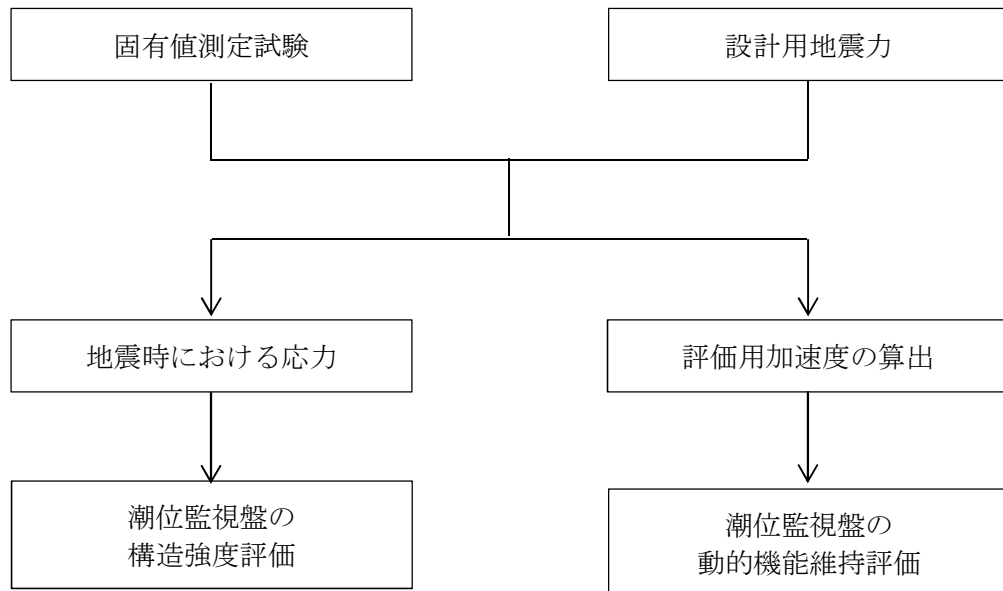 固有値測定試験
設計用地震力
地震時における応力
評価用加速度の算出
潮位監視盤の
構造強度評価
潮位監視盤の
動的機能維持評価